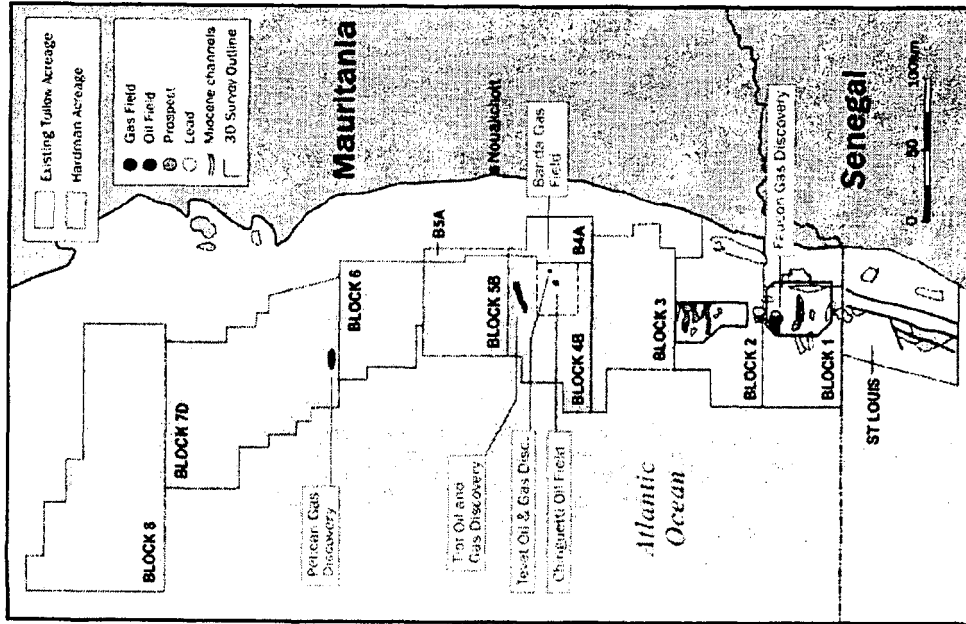 Existing Tullow Acreage
Hardman Acreage
Gas Field
Oil Field
Prospect
Lead
Miocene channels
3D Survey Outline
BLOCK 8
BLOCK 7D
Pelican Gas
Discovery
BLOCK 6
Mauritania
B5A
BLOCK 5B
Tiof Oil and
Gas Discovery
Nouakchott
Tevet Oil & Gas Disc.
Banda Gas
Field
Chinguetti Oil Field
B4A
BLOCK 4B
BLOCK 3
Atlantic
Ocean
BLOCK 2
Faucon Gas Discovery
BLOCK 1
ST LOUIS
Senegal
0 50 100km